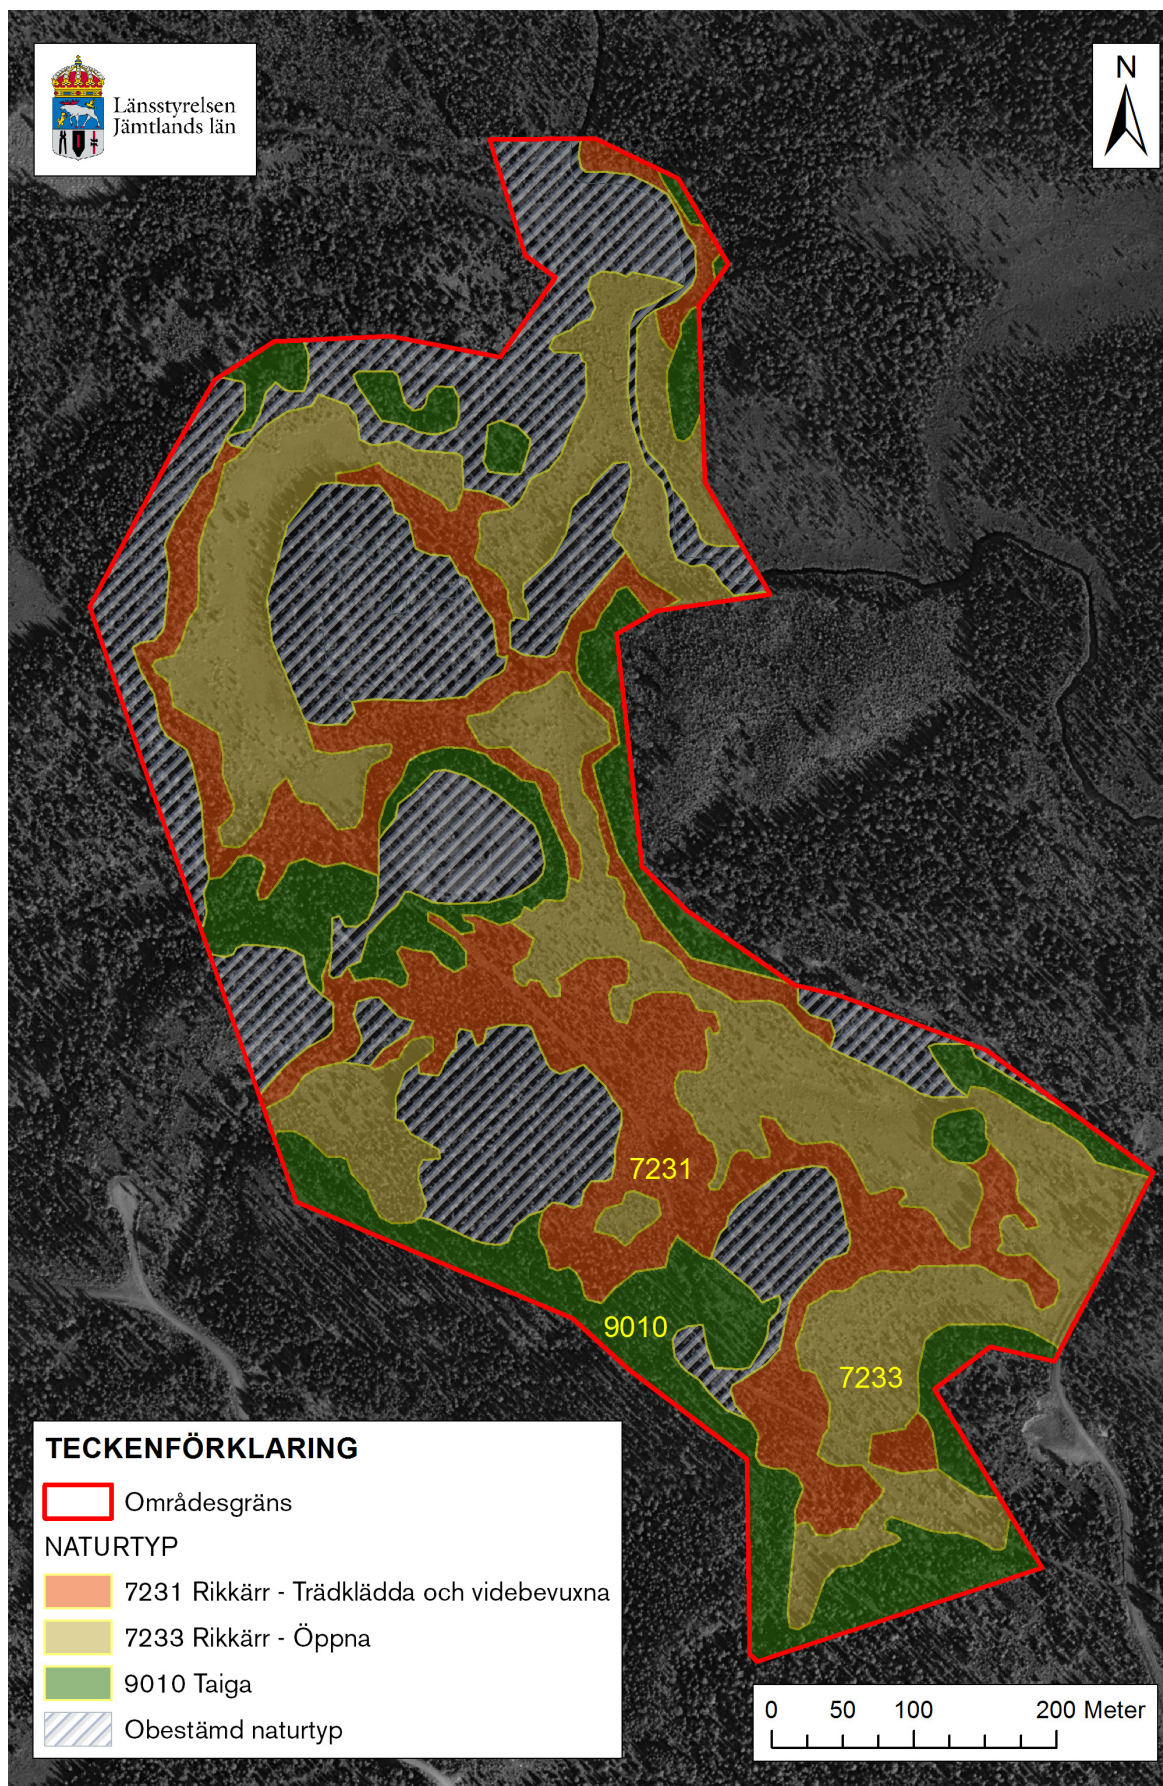 Länsstyrelsen
Jämtlands län
N
7231
9010
7233
TECKENFÖRKLARING
Områdesgräns
NATURTYP
7231 Rikkärr - Trädklädda och videbevuxna
7233 Rikkärr - Öppna
9010 Taiga
Obestämd naturtyp
0 50 100 200 Meter